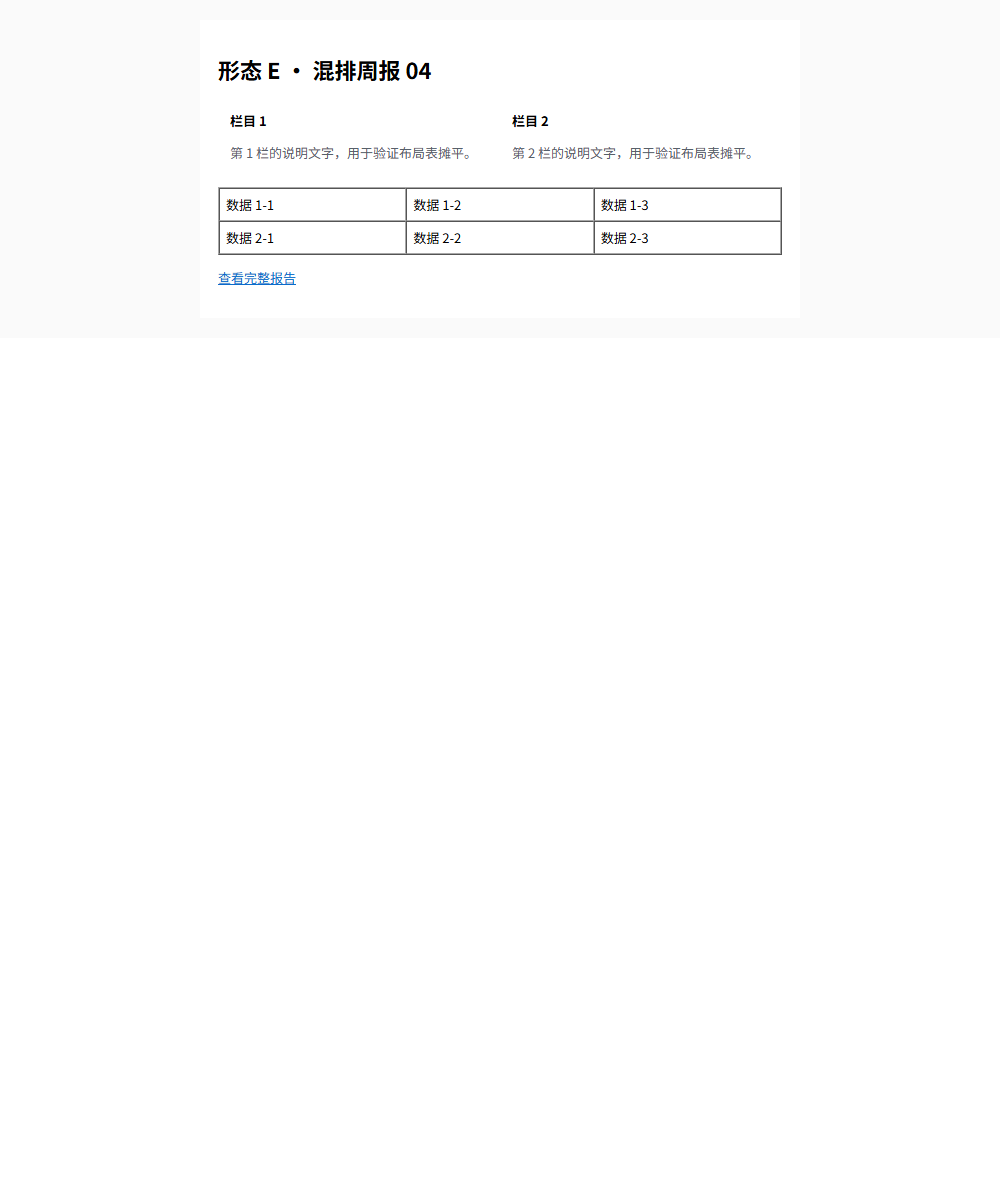 形态 E · 混排周报 04
栏目 1
第 1 栏的说明文字，用于验证布局表摊平。
栏目 2
第 2 栏的说明文字，用于验证布局表摊平。
数据 1-1 数据 1-2 数据 1-3
数据 2-1 数据 2-2 数据 2-3
查看完整报告